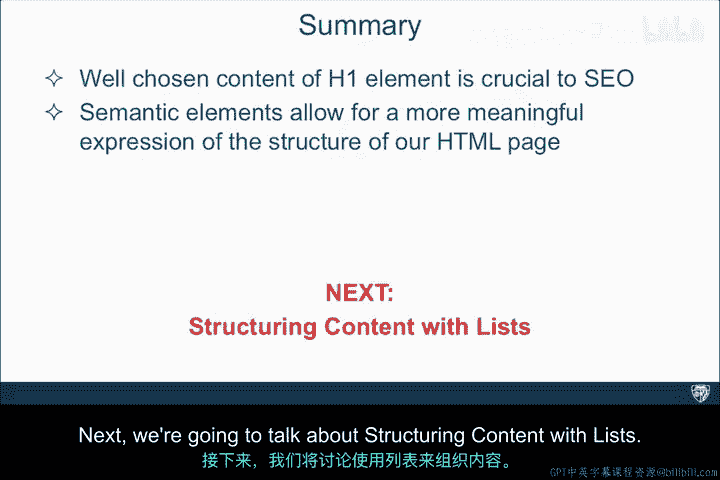 Summary
Well chosen content of H1 element is crucial to SEO
Semantic elements allow for a more meaningful
expression of the structure of our HTML page
NEXT:
Structuring Content with Lists
Next, we're going to talk about Structuring Content with Lists.
接下来，我们将讨论使用列表来组织内容。
GPT中英字幕课程资源@bilibili.com